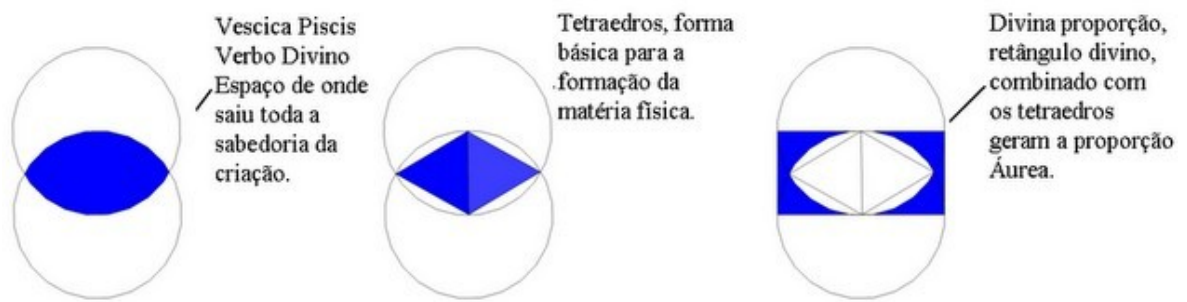 Vescica Piscis
Verbo Divino
Espaço de onde
saiu toda a
sabedoria da
criação.
Tetraedros, forma
básica para a
formação da
matéria física.
Divina proporção,
retângulo divino,
combinado com
os tetraedros
geram a proporção
Áurea.